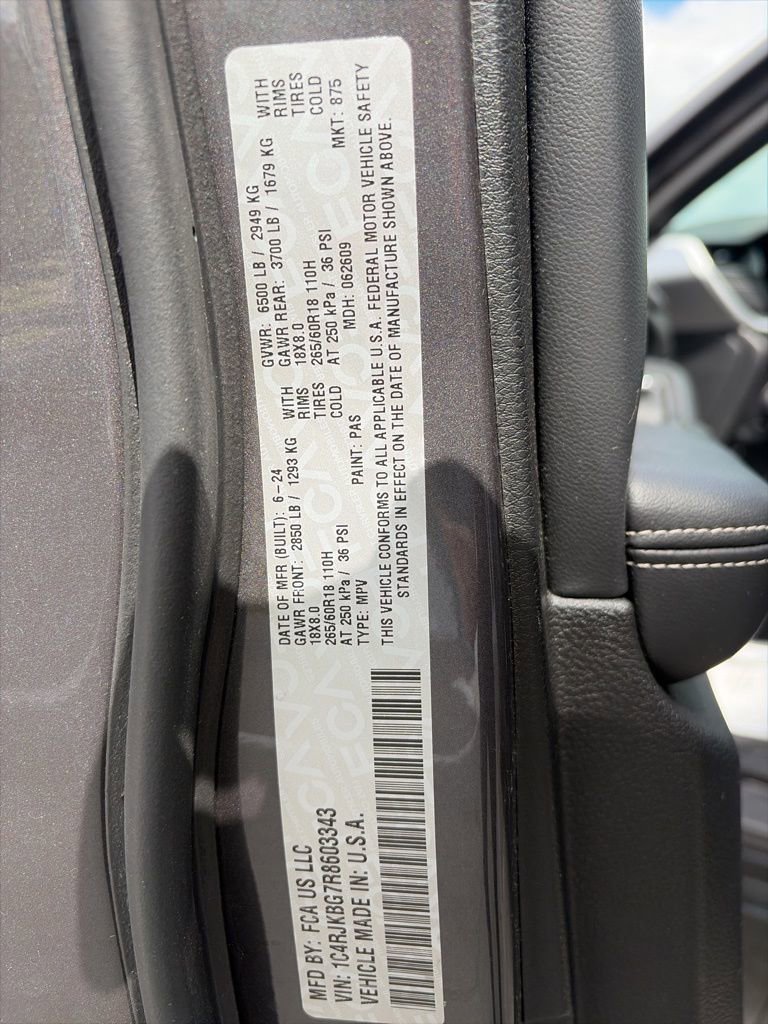 MFD BY: FCA US LLC
VIN: 1C4RJKBG7R8603343
VEHICLE MADE IN: U.S.A.
DATE OF MFR (BUILT): 6-24
GAWR FRONT: 2850 LB / 1293 KG WITH
18X8.0 RIMS
265/60R18 110H TIRES
AT 250 kPa / 36 PSI COLD
TYPE: MPV PAINT: PAS
GVWR: 6500 LB / 2949 KG
GAWR REAR: 3700 LB / 1679 KG WITH
18X8.0 RIMS
265/60R18 110H TIRES
AT 250 kPa / 36 PSI COLD
MDH: 062609 MKT: 875
THIS VEHICLE CONFORMS TO ALL APPLICABLE U.S.A. FEDERAL MOTOR VEHICLE SAFETY
STANDARDS IN EFFECT ON THE DATE OF MANUFACTURE SHOWN ABOVE.